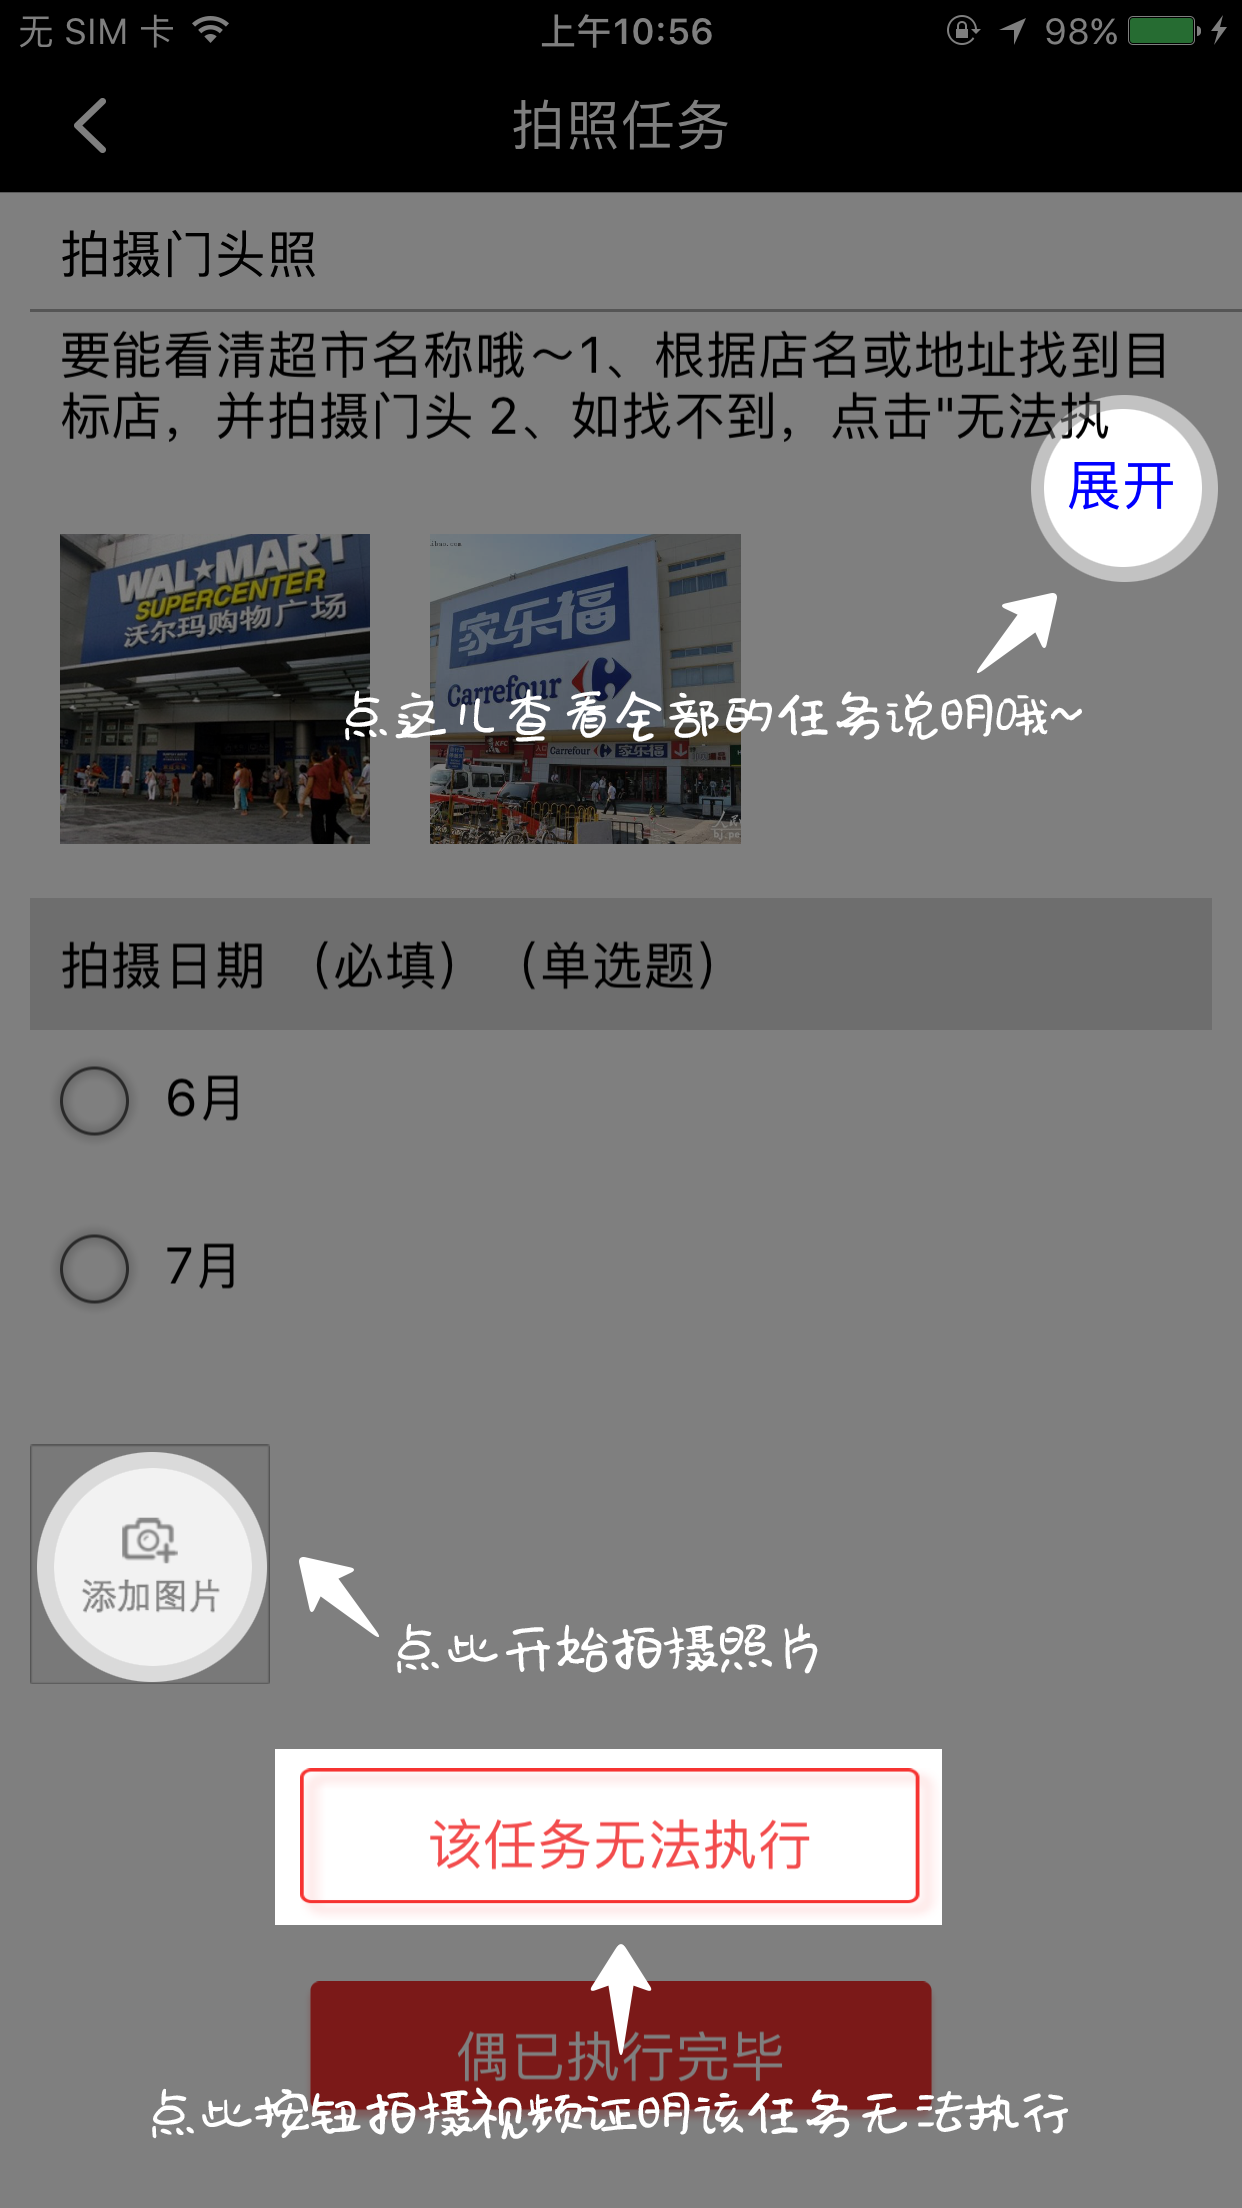 无 SIM 卡
上午10:56
98%
拍照任务
拍摄门头照
要能看清超市名称哦～1、根据店名或地址找到目
标店，并拍摄门头 2、如找不到，点击"无法执
展开
WAL★MART
SUPERCENTER
沃尔玛购物广场
家乐福
Carrefour
点这儿查看全部的任务说明哦~
KFC
Carrefour 家乐福
拍摄日期 （必填） （单选题）
6月
7月
添加图片
点此开始拍摄照片
该任务无法执行
偶已执行完毕
点此按钮拍摄视频证明该任务无法执行